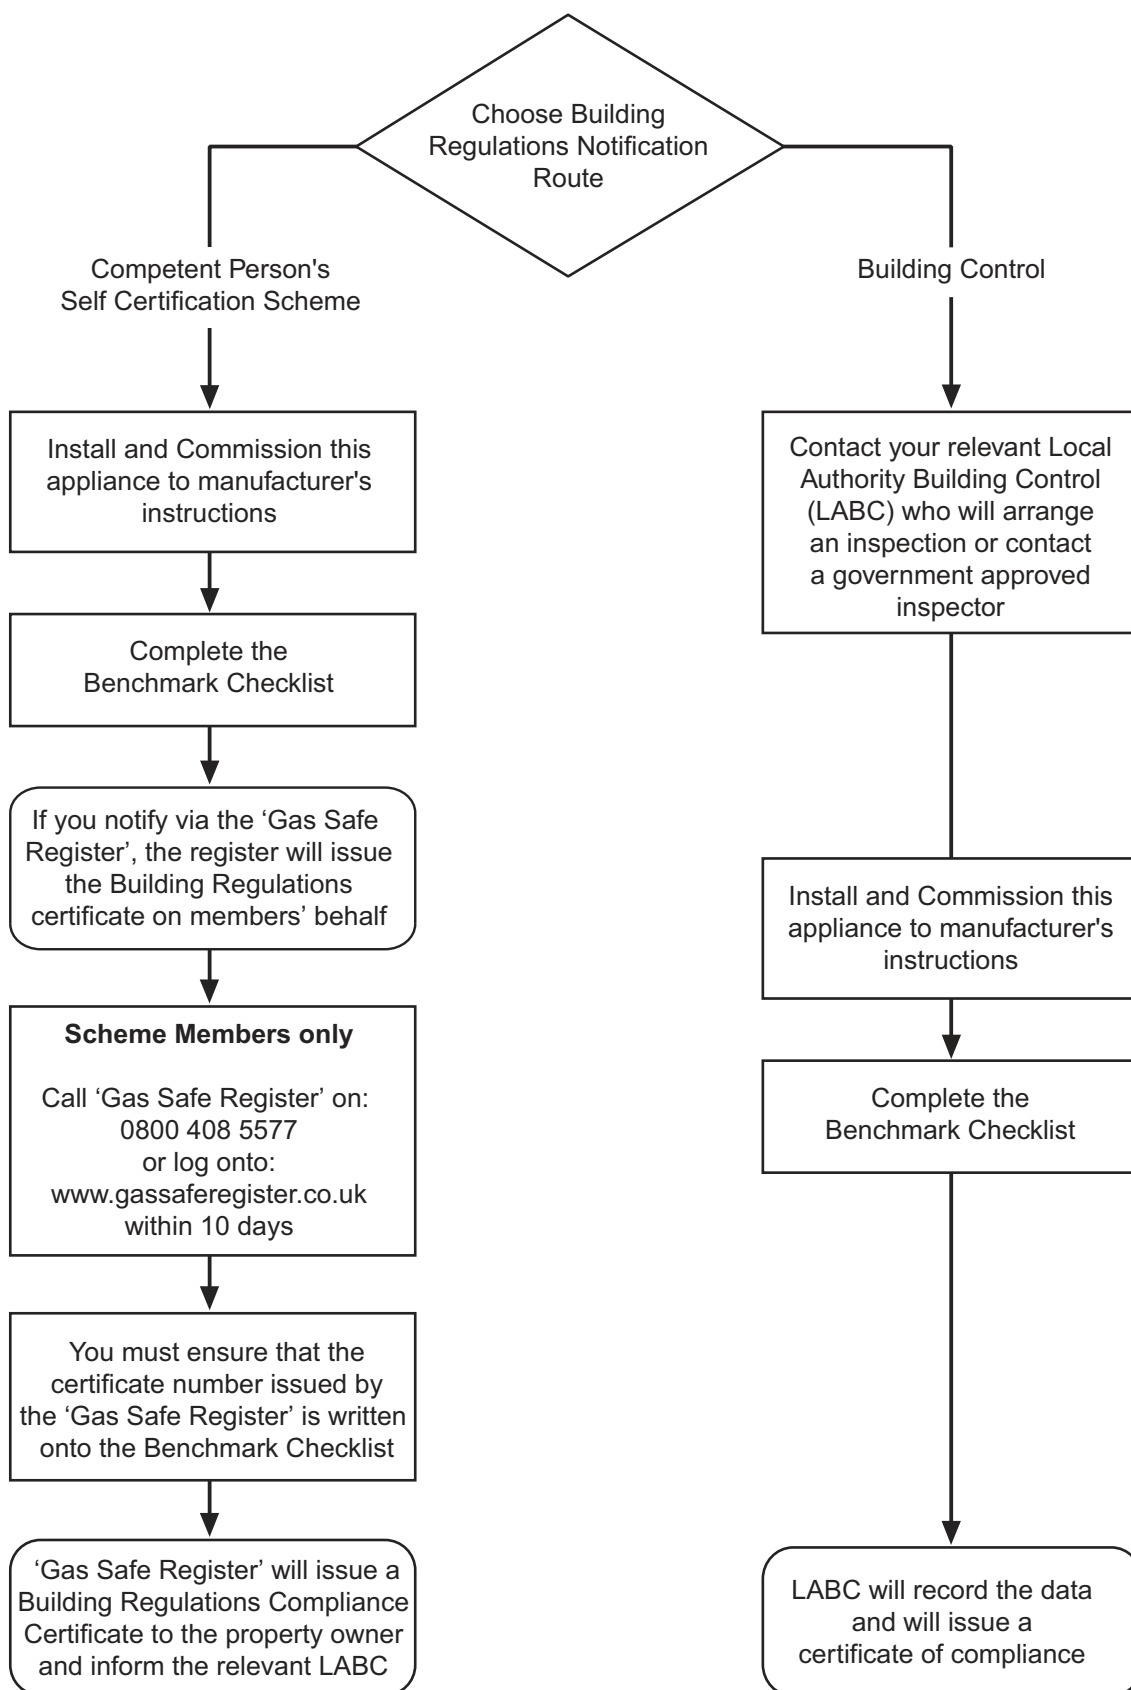 Choose Building
Regulations Notification
Route
Competent Person's
Self Certification Scheme
Building Control
Install and Commission this
appliance to manufacturer's
instructions
Complete the
Benchmark Checklist
If you notify via the ‘Gas Safe
Register’, the register will issue
the Building Regulations
certificate on members’ behalf
Scheme Members only
Call ‘Gas Safe Register’ on:
0800 408 5577
or log onto:
www.gassaferegister.co.uk
within 10 days
You must ensure that the
certificate number issued by
the ‘Gas Safe Register’ is written
onto the Benchmark Checklist
‘Gas Safe Register’ will issue a
Building Regulations Compliance
Certificate to the property owner
and inform the relevant LABC
Contact your relevant Local
Authority Building Control
(LABC) who will arrange
an inspection or contact
a government approved
inspector
Install and Commission this
appliance to manufacturer's
instructions
Complete the
Benchmark Checklist
LABC will record the data
and will issue a
certificate of compliance